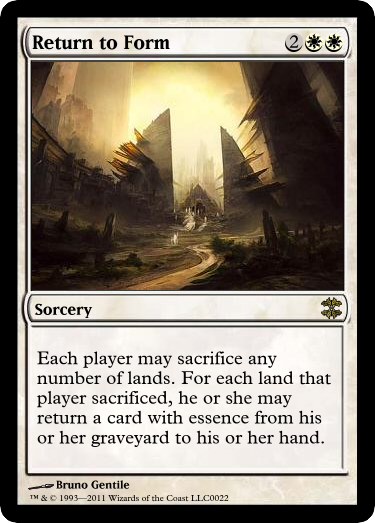 Return to Form 2
Sorcery
Each player may sacrifice any
number of lands. For each land that
player sacrificed, he or she may
return a card with essence from his
or her graveyard to his or her hand.
Bruno Gentile
™ & © 1993—2011 Wizards of the Coast LLC0022